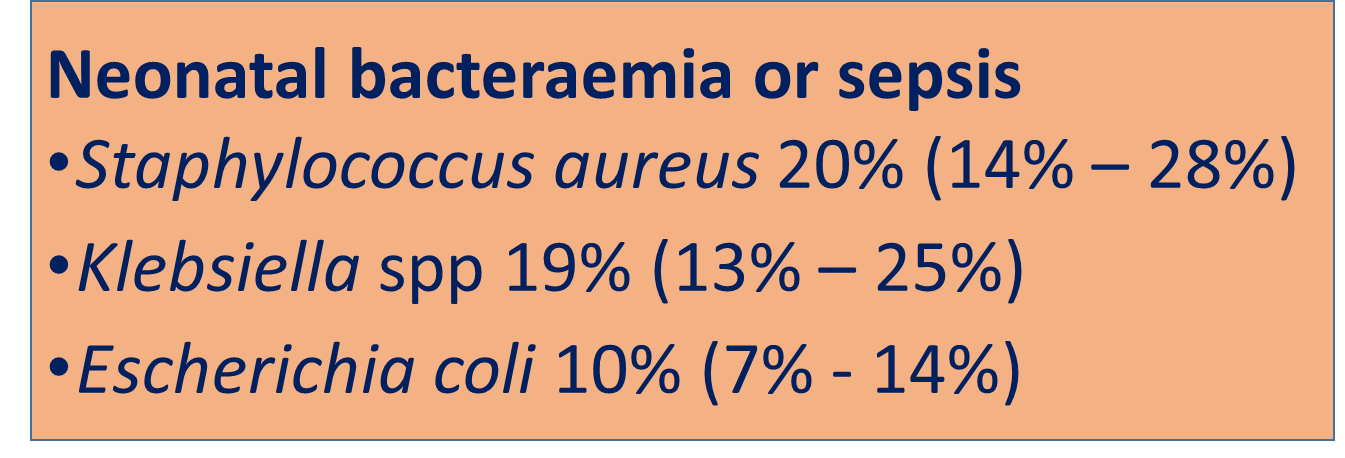 Neonatal bacteraemia or sepsis
•Staphylococcus aureus 20% (14% – 28%)
•Klebsiella spp 19% (13% – 25%)
•Escherichia coli 10% (7% - 14%)